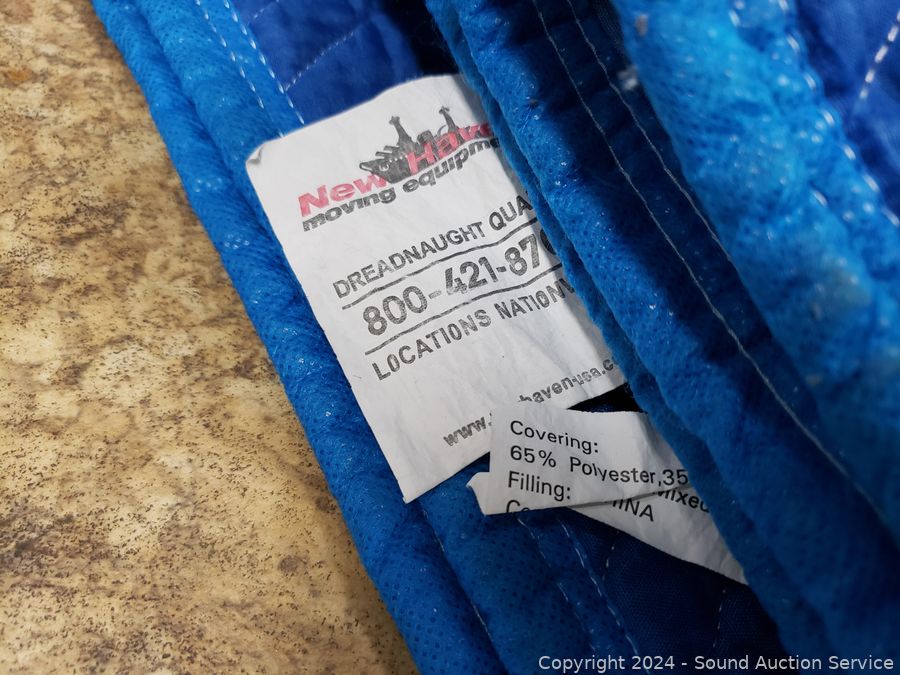 New Have
moving equipme
DREADNAUGHT QUA
800-421-87
LOCATIONS NATION
www. haven-usa.c
Covering:
65% Polyester,35
Filling: Mixed
INA
Copyright 2024 - Sound Auction Service